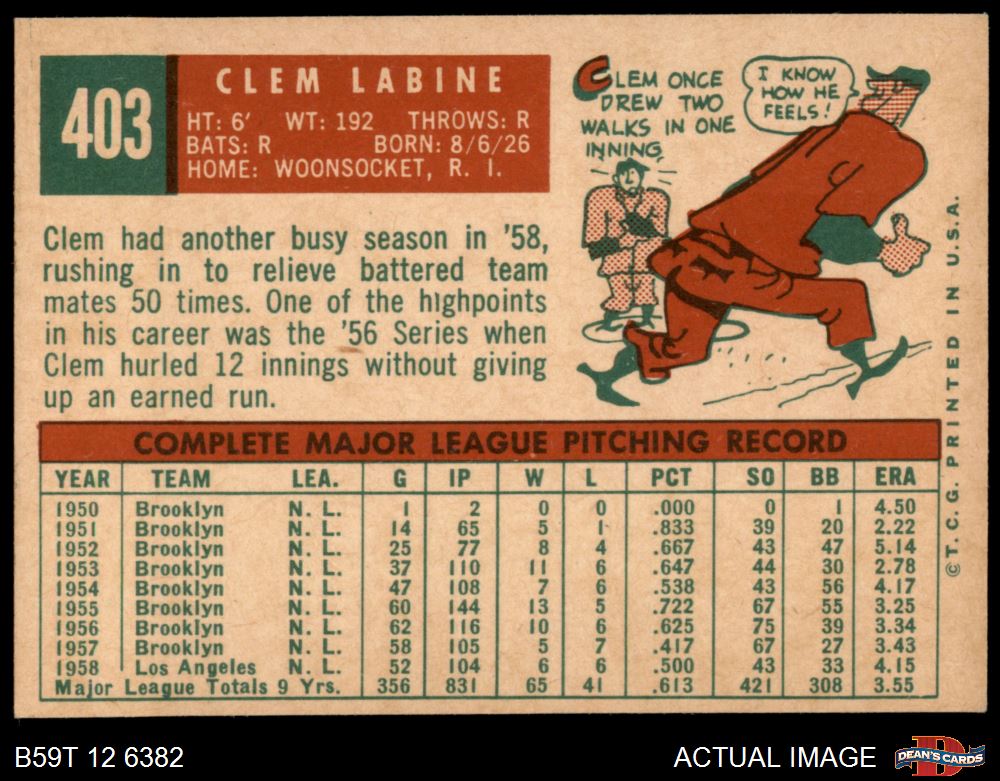 403
CLEM LABINE
HT: 6' WT: 192 THROWS: R
BATS: R BORN: 8/6/26
HOME: WOONSOCKET, R. I.
CLEM ONCE
DREW TWO
WALKS IN ONE
INNING
I KNOW
HOW HE
FEELS!
Clem had another busy season in '58,
rushing in to relieve battered team
mates 50 times. One of the highpoints
in his career was the '56 Series when
Clem hurled 12 innings without giving
up an earned run.
COMPLETE MAJOR LEAGUE PITCHING RECORD
YEAR TEAM LEA. G IP W L PCT SO BB ERA
1950 Brooklyn N. L. 1 2 0 0 .000 0 1 4.50
1951 Brooklyn N. L. 14 65 5 1 .833 39 20 2.22
1952 Brooklyn N. L. 25 77 8 4 .667 43 47 5.14
1953 Brooklyn N. L. 37 110 11 6 .647 44 30 2.78
1954 Brooklyn N. L. 47 108 7 6 .538 43 56 4.17
1955 Brooklyn N. L. 60 144 13 5 .722 67 55 3.25
1956 Brooklyn N. L. 62 116 10 6 .625 75 39 3.34
1957 Brooklyn N. L. 58 105 5 7 .417 67 27 3.43
1958 Los Angeles N. L. 52 104 6 6 .500 43 33 4.15
Major League Totals 9 Yrs. 356 831 65 41 .613 421 308 3.55
©T. C. G. PRINTED IN U.S.A.
B59T 12 6382
ACTUAL IMAGE
D
DEAN'S CARDS